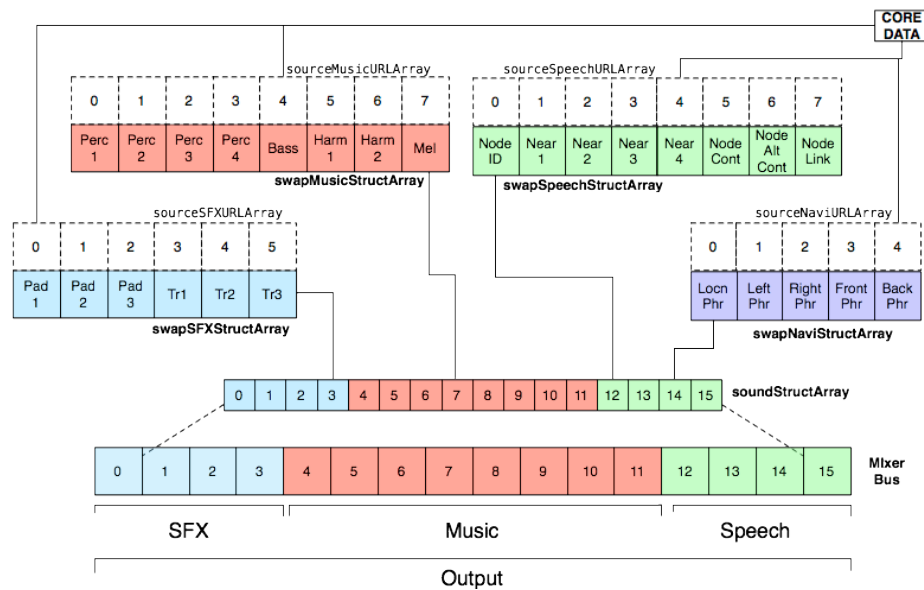 CORE
DATA
sourceMusicURLArray
0 1 2 3 4 5 6 7
Perc 1 Perc 2 Perc 3 Perc 4 Bass Harm 1 Harm 2 Mel
swapMusicStructArray
sourceSpeechURLArray
0 1 2 3 4 5 6 7
Node ID Near 1 Near 2 Near 3 Near 4 Node Cont Node Alt Cont Node Link
swapSpeechStructArray
sourceSFXURLArray
0 1 2 3 4 5
Pad 1 Pad 2 Pad 3 Tr1 Tr2 Tr3
swapSFXStructArray
sourceNaviURLArray
0 1 2 3 4
Locn Phr Left Phr Right Phr Front Phr Back Phr
swapNaviStructArray
0 1 2 3 4 5 6 7 8 9 10 11 12 13 14 15
soundStructArray
0 1 2 3 4 5 6 7 8 9 10 11 12 13 14 15
MIxer
Bus
SFX Music Speech
Output